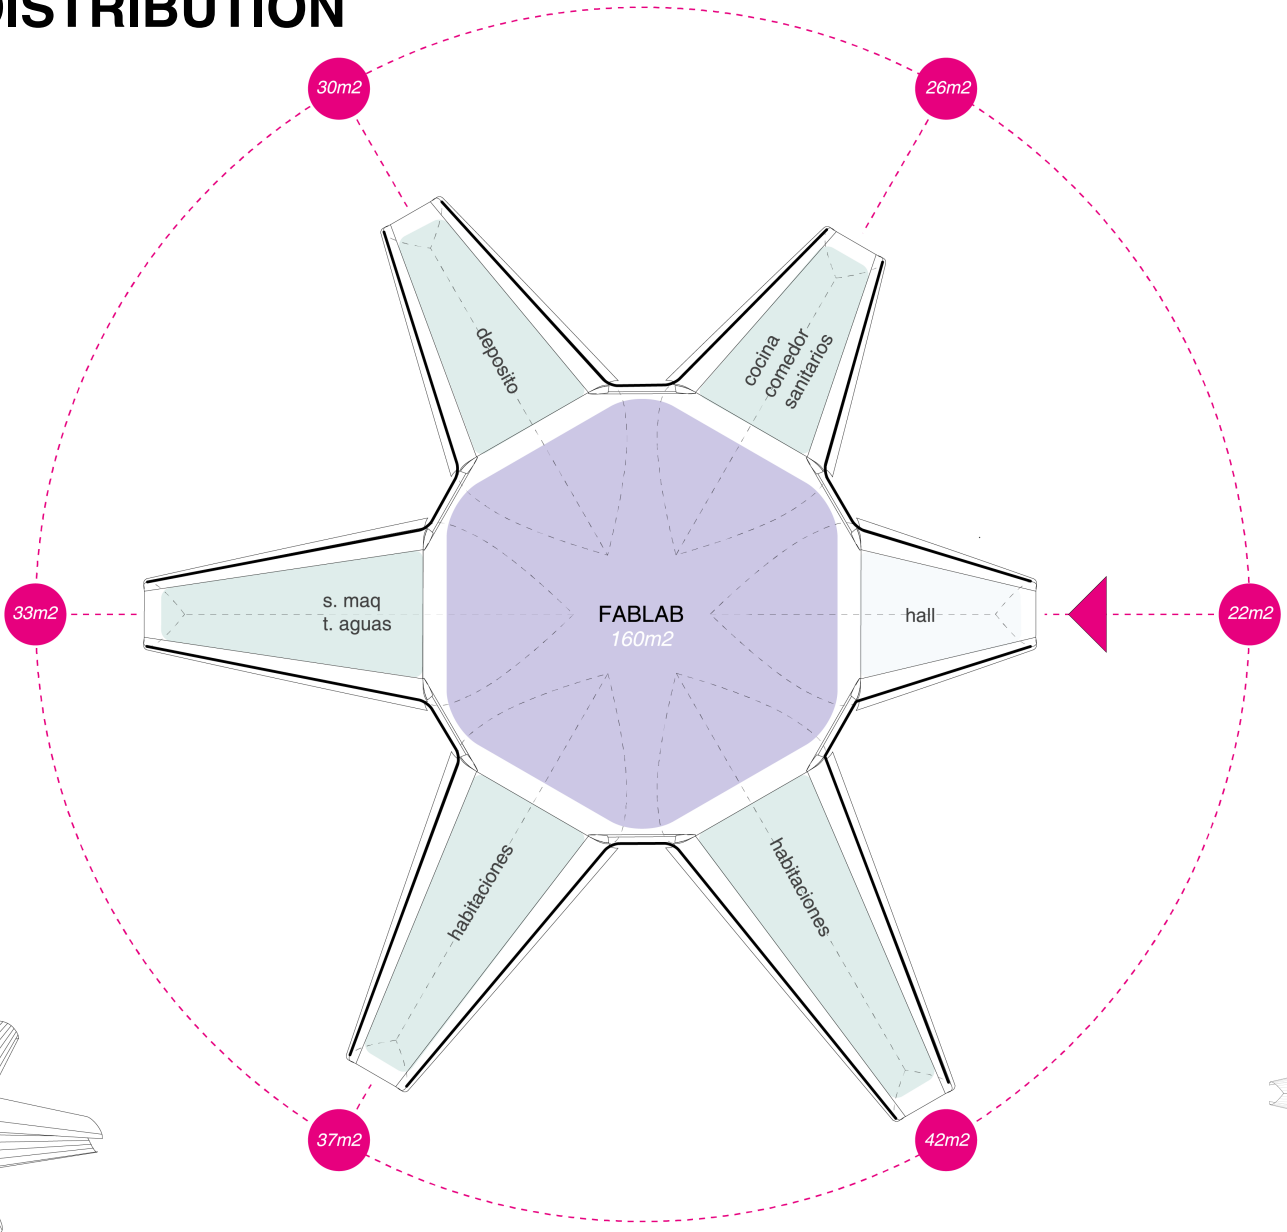 DISTRIBUTION
30m2
26m2
deposito
cocina
comedor
sanitarios
33m2
s. maq
t. aguas
FABLAB
160m2
hall
22m2
habitaciones
habitaciones
37m2
42m2